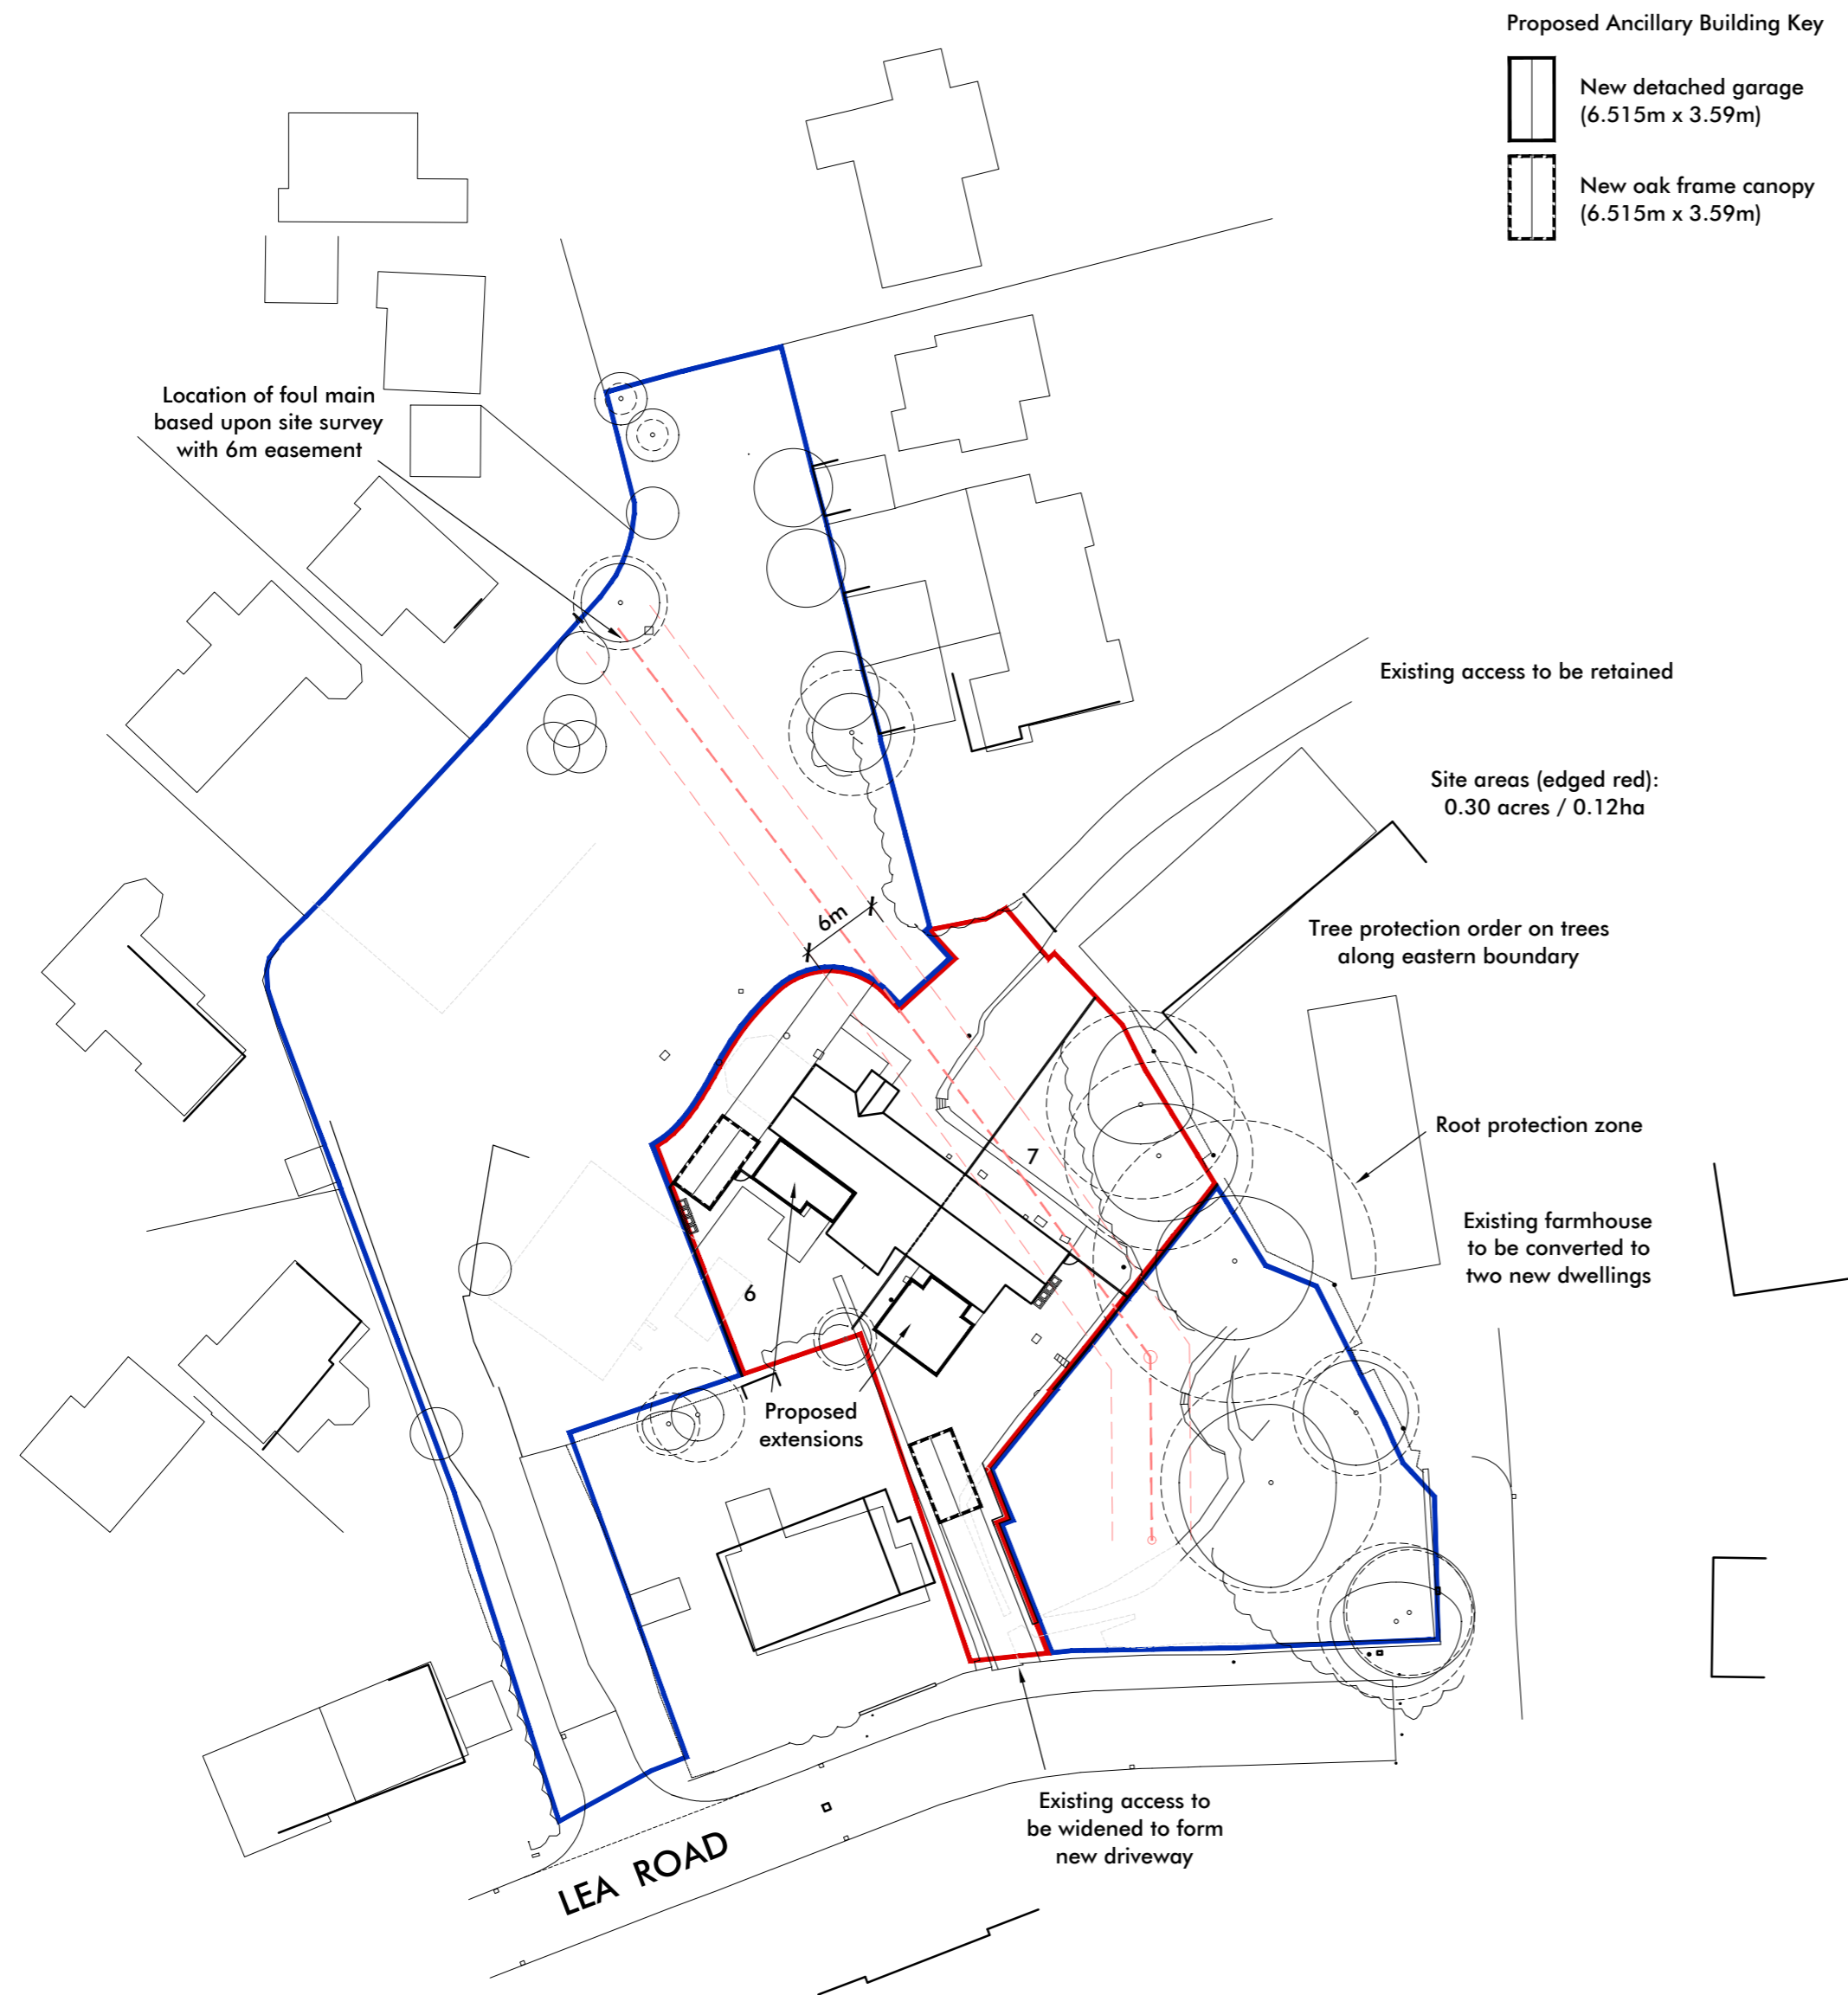 Proposed Ancillary Building Key
New detached garage
(6.515m x 3.59m)
New oak frame canopy
(6.515m x 3.59m)
Location of foul main
based upon site survey
with 6m easement
Existing access to be retained
Site areas (edged red):
0.30 acres / 0.12ha
6m
Tree protection order on trees
along eastern boundary
Root protection zone
7
Existing farmhouse
to be converted to
two new dwellings
6
Proposed
extensions
Existing access to
be widened to form
new driveway
LEA ROAD